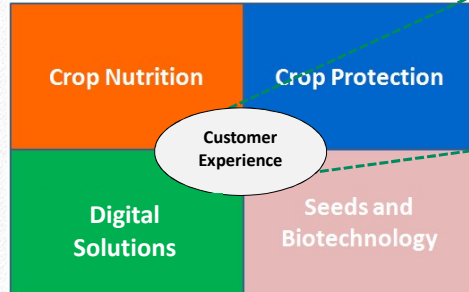 Crop Nutrition
Crop Protection
Customer
Experience
Digital
Solutions
Seeds and
Biotechnology